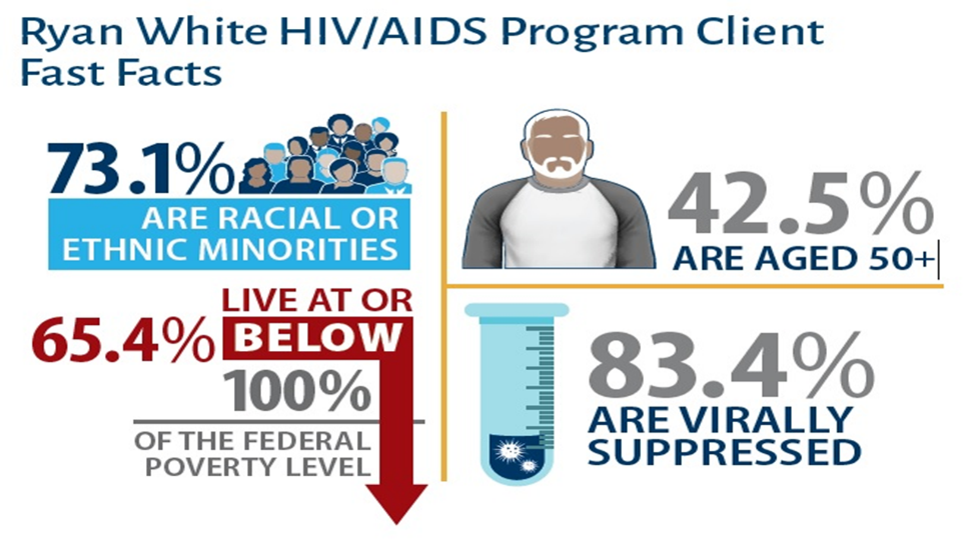 Ryan White HIV/AIDS Program Client
Fast Facts
73.1%
ARE RACIAL OR
ETHNIC MINORITIES
42.5%
ARE AGED 50+
65.4%
LIVE AT OR
BELOW
100%
OF THE FEDERAL
POVERTY LEVEL
83.4%
ARE VIRALLY
SUPPRESSED